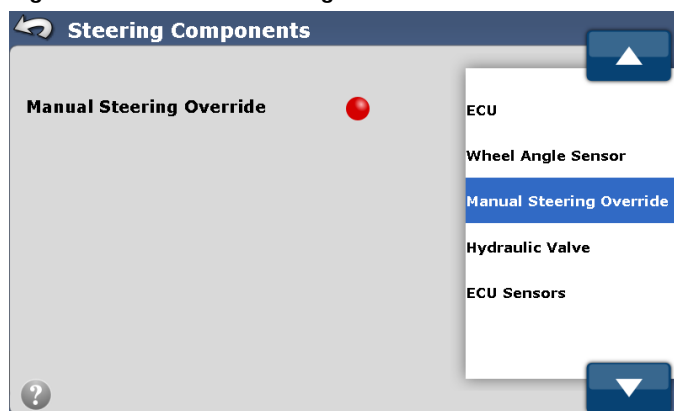 Steering Components
Manual Steering Override
ECU
Wheel Angle Sensor
Manual Steering Override
Hydraulic Valve
ECU Sensors
?